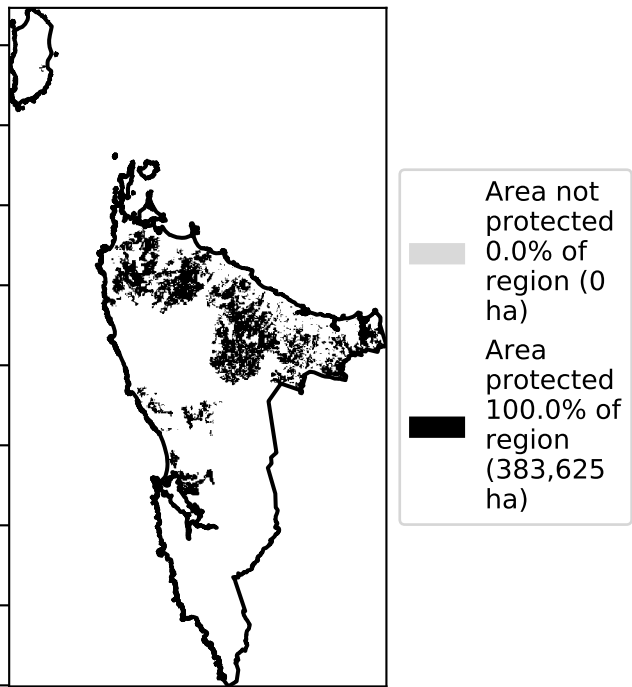 Area not
protected
0.0% of
region (0
ha)
Area
protected
100.0% of
region
(383,625
ha)